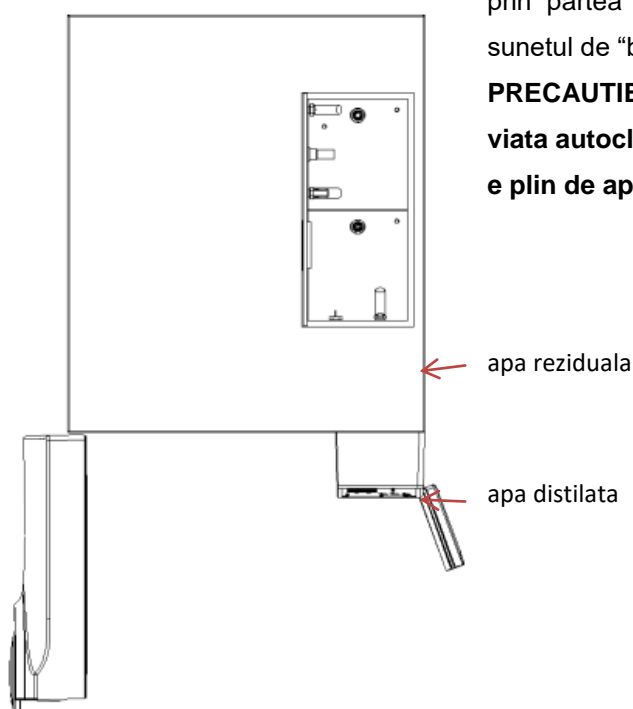 prin partea
sunetul de “b
PRECAUTIE
viata autocl
e plin de ap
apa reziduala
apa distilata